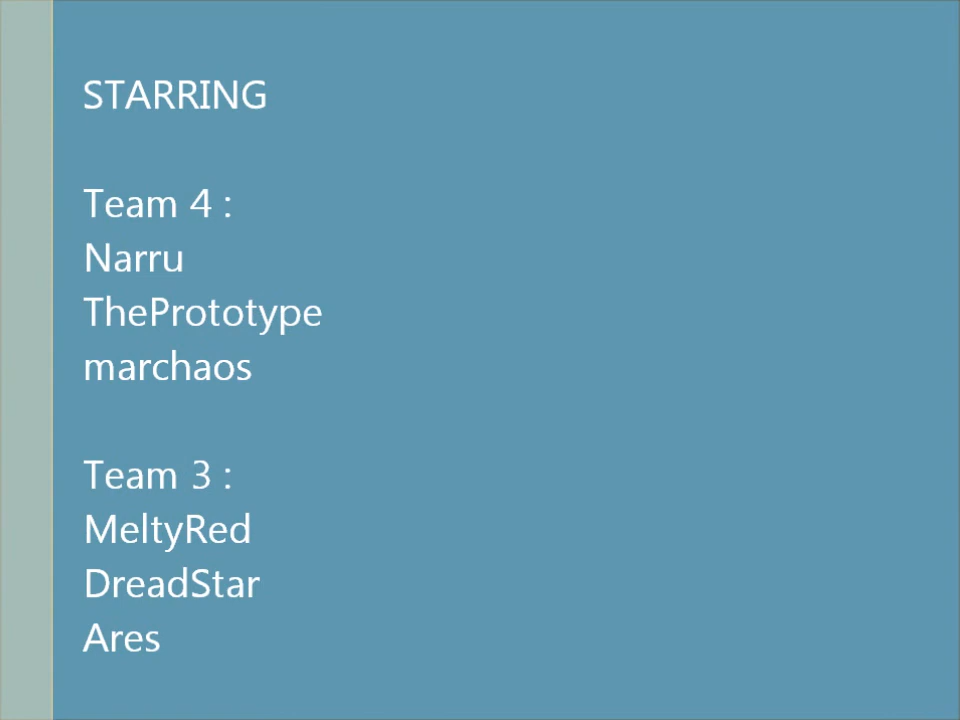 STARRING
Team 4 :
Narru
ThePrototype
marchaos
Team 3 :
MeltyRed
DreadStar
Ares